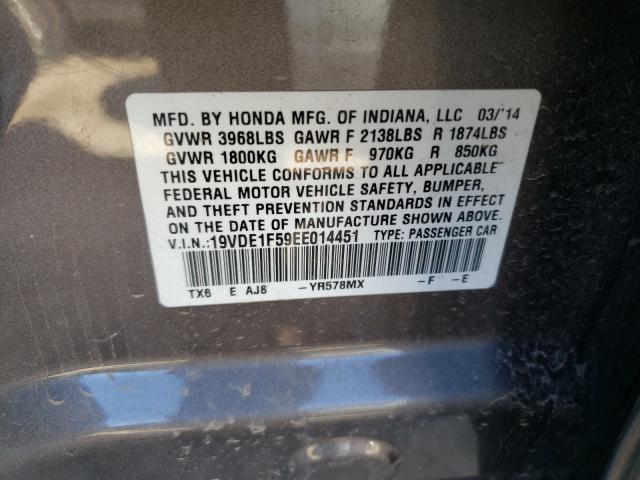 MFD. BY HONDA MFG. OF INDIANA, LLC 03/'14
GVWR 3968LBS GAWR F 2138LBS R 1874LBS
GVWR 1800KG GAWR F 970KG R 850KG
THIS VEHICLE CONFORMS TO ALL APPLICABLE
FEDERAL MOTOR VEHICLE SAFETY, BUMPER,
AND THEFT PREVENTION STANDARDS IN EFFECT
ON THE DATE OF MANUFACTURE SHOWN ABOVE.
V.I.N.:19VDE1F59EE014451 TYPE: PASSENGER CAR
TX6 E AJ8 -YR578MX -F -E